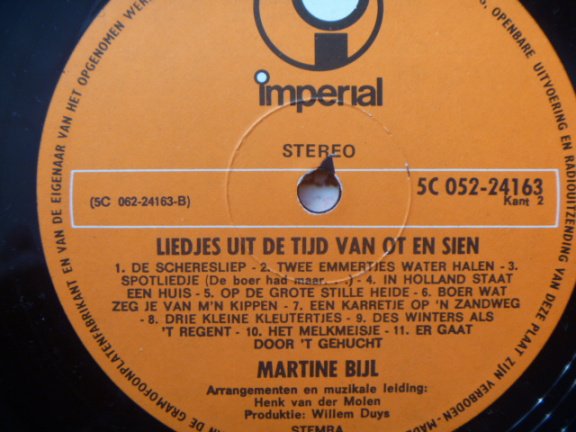 imperial
STEREO
5C 052-24163
(5C 062-24163-B)
Kant 2
LIEDJES UIT DE TIJD VAN OT EN SIEN
1. DE SCHERESLIEP - 2. TWEE EMMERTJES WATER HALEN - 3.
SPOTLIEDJE (De boer had maar.....) - 4. IN HOLLAND STAAT
EEN HUIS - 5. OP DE GROTE STILLE HEIDE - 6. BOER WAT
ZEG JE VAN M'N KIPPEN - 7. EEN KARRETJE OP 'N ZANDWEG
- 8. DRIE KLEINE KLEUTERTJES - 9. DES WINTERS ALS
'T REGENT - 10. HET MELKMEISJE - 11. ER GAAT
DOOR 'T GEHUCHT
MARTINE BIJL
Arrangementen en muzikale leiding:
Henk van der Molen
Produktie: Willem Duys
STEMRA
DE GRAMOFOONPLATENFABRIKANT EN VAN DE EIGENAAR VAN HET OPGENOMEN WERK
OPENBARE UITVOERING EN RADIOUITZENDING VAN DEZE PLAAT ZIJN VERBODEN-MADE